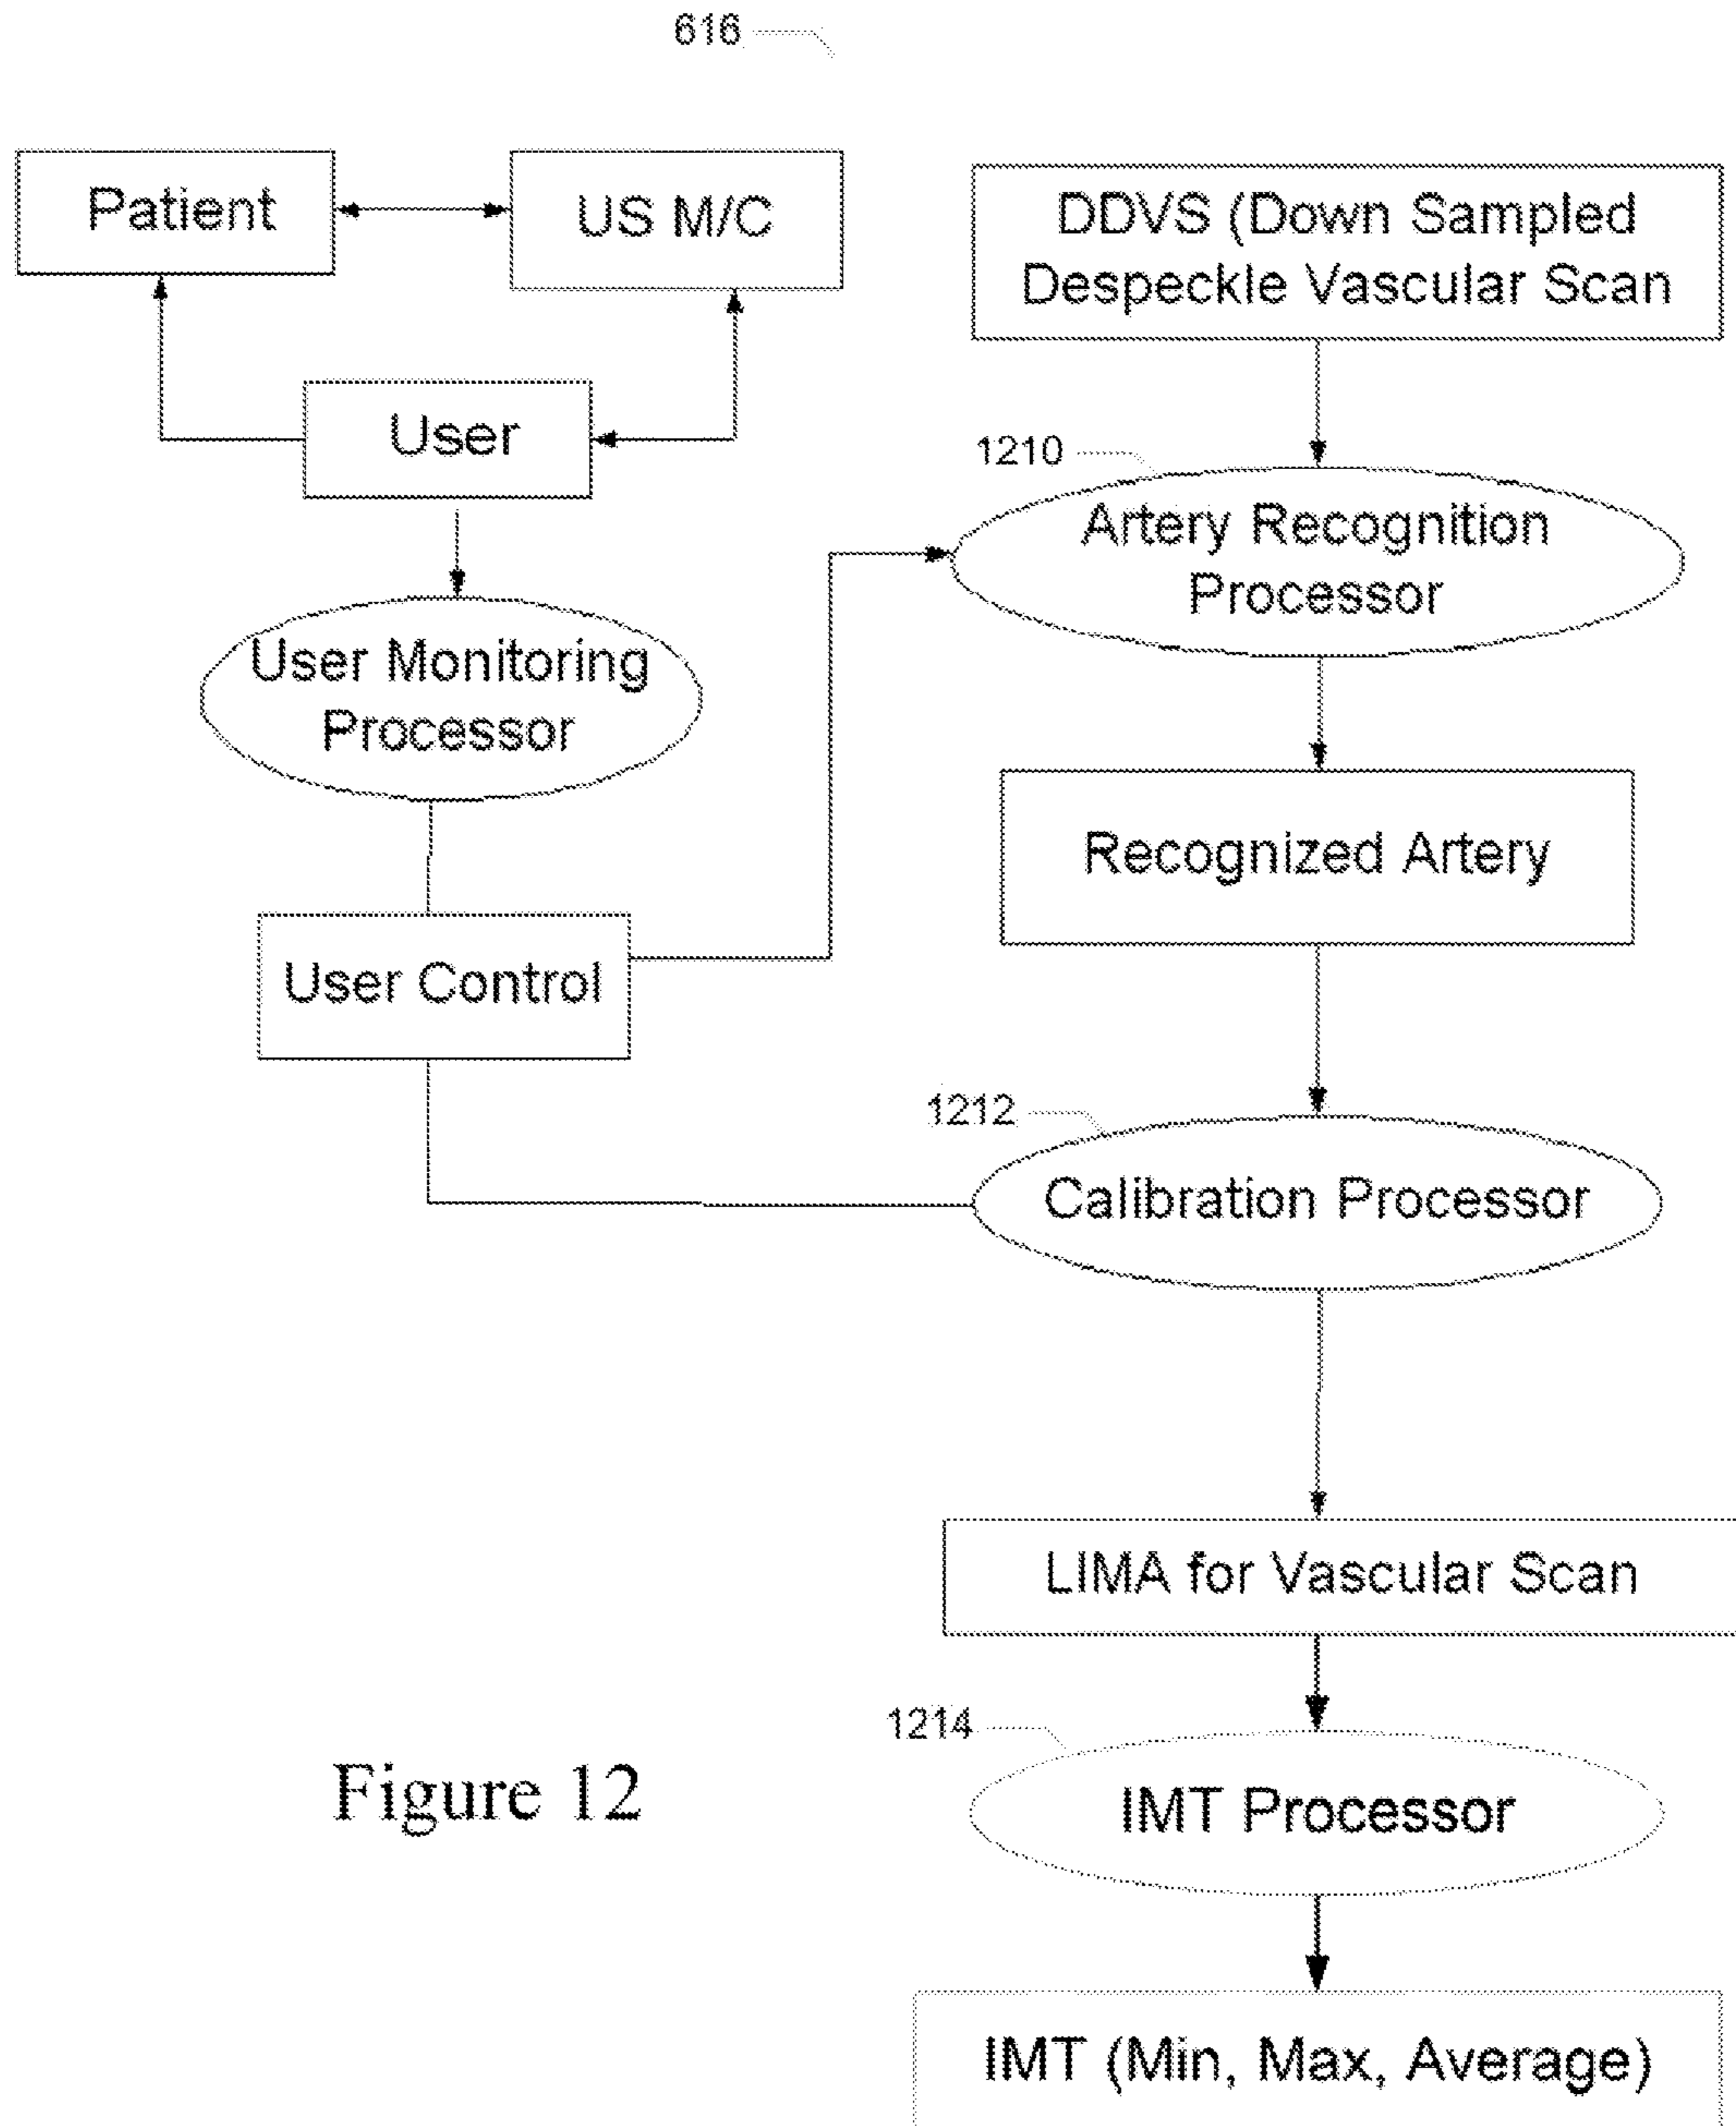 616
Patient
US M/C
User
User Monitoring
Processor
User Control
DDVS (Down Sampled
Despeckle Vascular Scan
1210
Artery Recognition
Processor
Recognized Artery
1212
Calibration Processor
LIMA for Vascular Scan
1214
IMT Processor
IMT (Min, Max, Average)
Figure 12